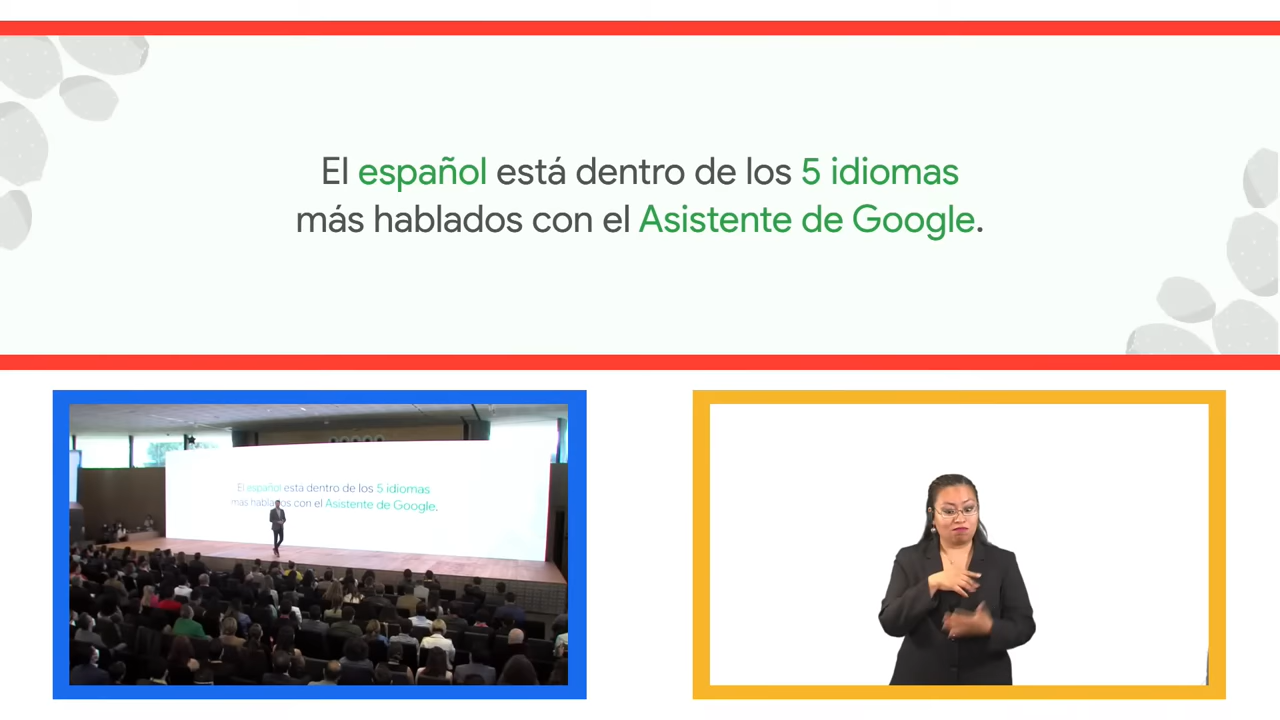 El español está dentro de los 5 idiomas
más hablados con el Asistente de Google.
El español esta dentro de los 5 idiomas
más hablados con el Asistente de Google.